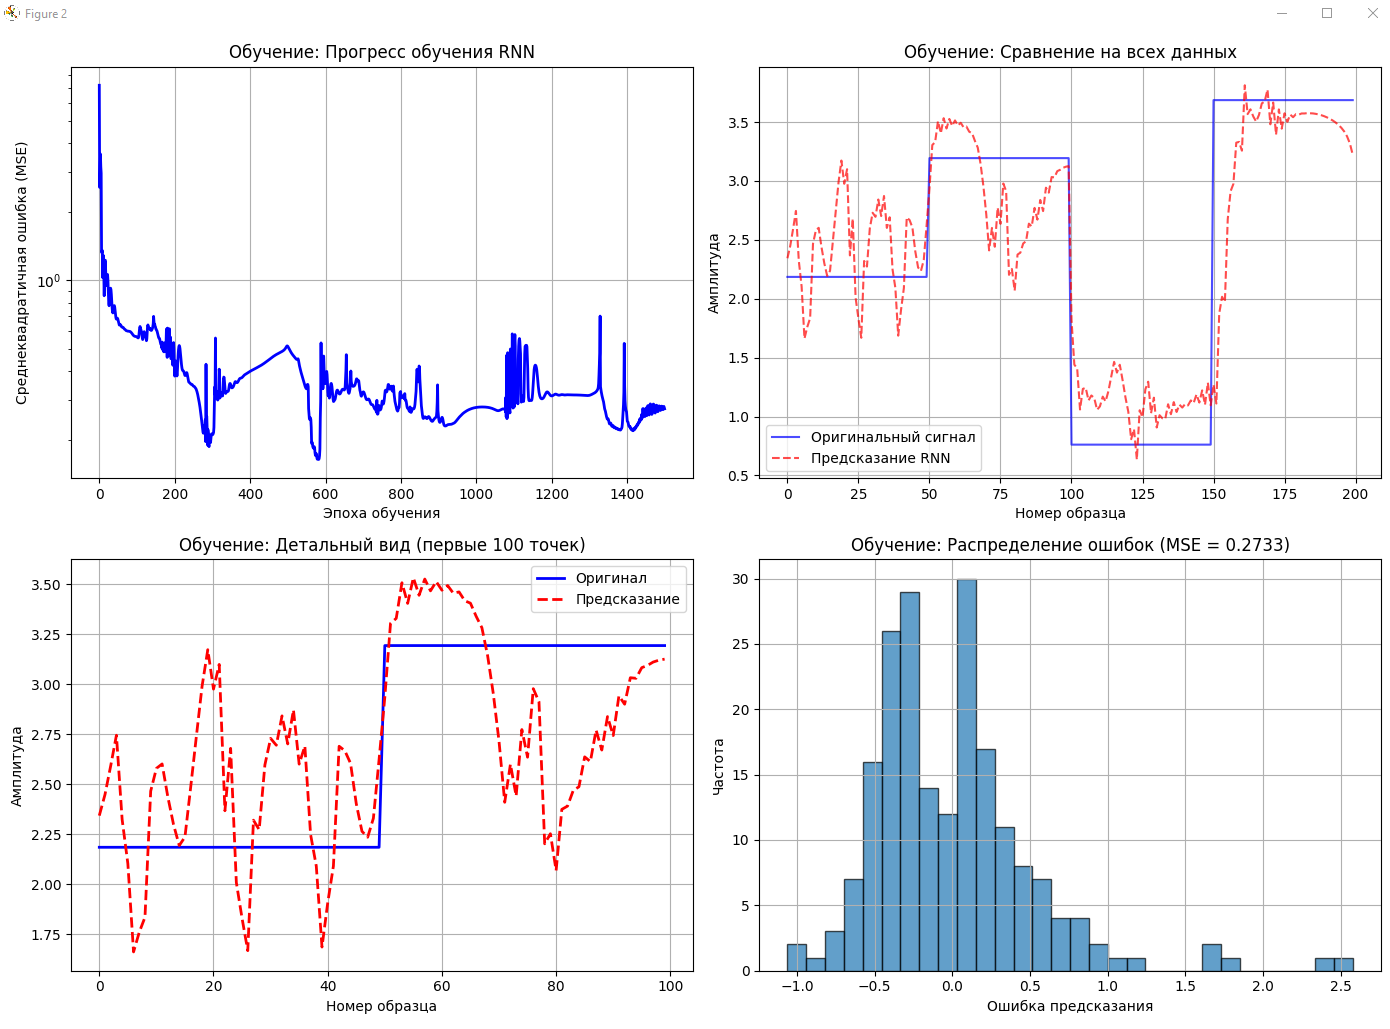 Figure 2
Обучение: Прогресс обучения RNN
Среднеквадратичная ошибка (MSE)
10⁰
0 200 400 600 800 1000 1200 1400
Эпоха обучения
Обучение: Сравнение на всех данных
Амплитуда
3.5
3.0
2.5
2.0
1.5
1.0
0.5
Оригинальный сигнал
Предсказание RNN
0 25 50 75 100 125 150 175 200
Номер образца
Обучение: Детальный вид (первые 100 точек)
Амплитуда
3.50
3.25
3.00
2.75
2.50
2.25
2.00
1.75
Оригинал
Предсказание
0 20 40 60 80 100
Номер образца
Обучение: Распределение ошибок (MSE = 0.2733)
Частота
30
25
20
15
10
5
0
−1.0 −0.5 0.0 0.5 1.0 1.5 2.0 2.5
Ошибка предсказания